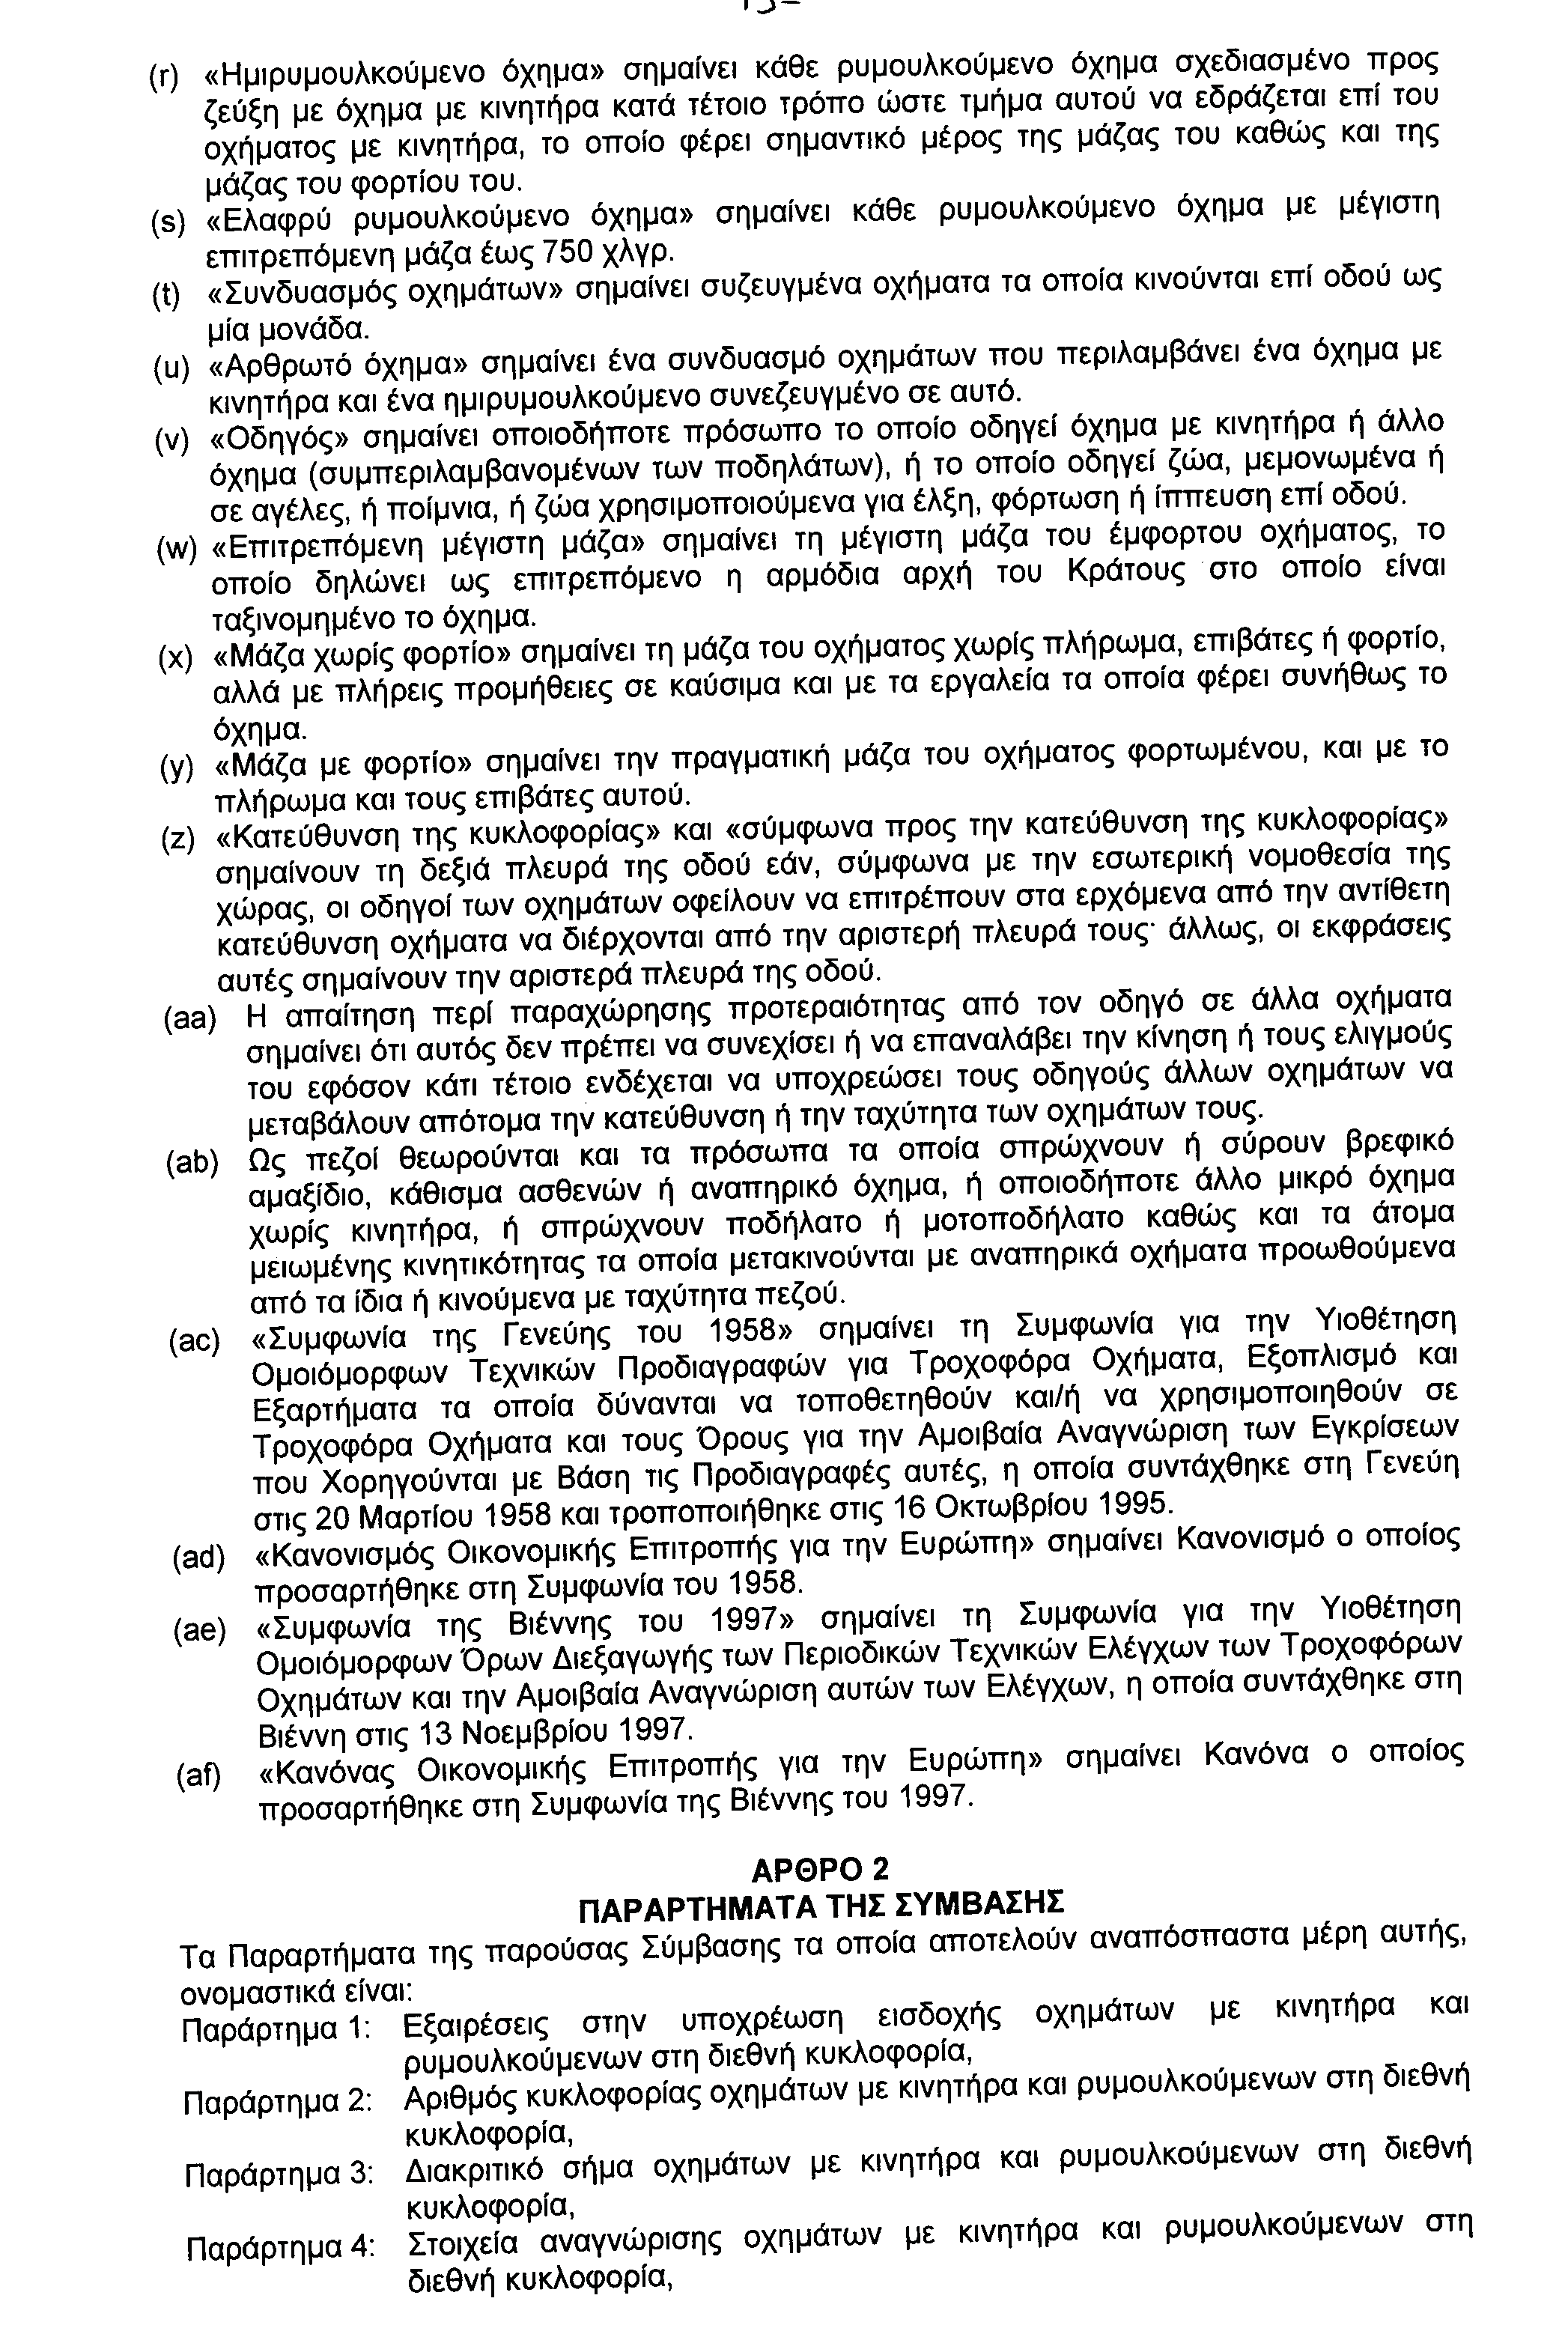 (r) «Ημιρυμουλκούμενο όχημα» σημαίνει κάθε ρυμουλκούμενο όχημα σχεδιασμένο προς
ζεύξη με όχημα με κινητήρα κατά τέτοιο τρόπο ώστε τμήμα αυτού να εδράζεται επί του
οχήματος με κινητήρα, το οποίο φέρει σημαντικό μέρος της μάζας του καθώς και της
μάζας του φορτίου του.
(s) «Ελαφρύ ρυμουλκούμενο όχημα» σημαίνει κάθε ρυμουλκούμενο όχημα με μέγιστη
επιτρεπόμενη μάζα έως 750 χλγρ.
(t) «Συνδυασμός οχημάτων» σημαίνει συζευγμένα οχήματα τα οποία κινούνται επί οδού ως
μία μονάδα.
(u) «Αρθρωτό όχημα» σημαίνει ένα συνδυασμό οχημάτων που περιλαμβάνει ένα όχημα με
κινητήρα και ένα ημιρυμουλκούμενο συνεζευγμένο σε αυτό.
(v) «Οδηγός» σημαίνει οποιοδήποτε πρόσωπο το οποίο οδηγεί όχημα με κινητήρα ή άλλο
όχημα (συμπεριλαμβανομένων των ποδηλάτων), ή το οποίο οδηγεί ζώα, μεμονωμένα ή
σε αγέλες, ή ποίμνια, ή ζώα χρησιμοποιούμενα για έλξη, φόρτωση ή ίππευση επί οδού.
(w) «Επιτρεπόμενη μέγιστη μάζα» σημαίνει τη μέγιστη μάζα του έμφορτου οχήματος, το
οποίο δηλώνει ως επιτρεπόμενο η αρμόδια αρχή του Κράτους στο οποίο είναι
ταξινομημένο το όχημα.
(x) «Μάζα χωρίς φορτίο» σημαίνει τη μάζα του οχήματος χωρίς πλήρωμα, επιβάτες ή φορτίο,
αλλά με πλήρεις προμήθειες σε καύσιμα και με τα εργαλεία τα οποία φέρει συνήθως το
όχημα.
(y) «Μάζα με φορτίο» σημαίνει την πραγματική μάζα του οχήματος φορτωμένου, και με το
πλήρωμα και τους επιβάτες αυτού.
(z) «Κατεύθυνση της κυκλοφορίας» και «σύμφωνα προς την κατεύθυνση της κυκλοφορίας»
σημαίνουν τη δεξιά πλευρά της οδού εάν, σύμφωνα με την εσωτερική νομοθεσία της
χώρας, οι οδηγοί των οχημάτων οφείλουν να επιτρέπουν στα ερχόμενα από την αντίθετη
κατεύθυνση οχήματα να διέρχονται από την αριστερή πλευρά τους· άλλως, οι εκφράσεις
αυτές σημαίνουν την αριστερά πλευρά της οδού.
(aa) Η απαίτηση περί παραχώρησης προτεραιότητας από τον οδηγό σε άλλα οχήματα
σημαίνει ότι αυτός δεν πρέπει να συνεχίσει ή να επαναλάβει την κίνηση ή τους ελιγμούς
του εφόσον κάτι τέτοιο ενδέχεται να υποχρεώσει τους οδηγούς άλλων οχημάτων να
μεταβάλουν απότομα την κατεύθυνση ή την ταχύτητα των οχημάτων τους.
(ab) Ως πεζοί θεωρούνται και τα πρόσωπα τα οποία σπρώχνουν ή σύρουν βρεφικό
αμαξίδιο, κάθισμα ασθενών ή αναπηρικό όχημα, ή οποιοδήποτε άλλο μικρό όχημα
χωρίς κινητήρα, ή σπρώχνουν ποδήλατο ή μοτοποδήλατο καθώς και τα άτομα
μειωμένης κινητικότητας τα οποία μετακινούνται με αναπηρικά οχήματα προωθούμενα
από τα ίδια ή κινούμενα με ταχύτητα πεζού.
(ac) «Συμφωνία της Γενεύης του 1958» σημαίνει τη Συμφωνία για την Υιοθέτηση
Ομοιόμορφων Τεχνικών Προδιαγραφών για Τροχοφόρα Οχήματα, Εξοπλισμό και
Εξαρτήματα τα οποία δύνανται να τοποθετηθούν και/ή να χρησιμοποιηθούν σε
Τροχοφόρα Οχήματα και τους Όρους για την Αμοιβαία Αναγνώριση των Εγκρίσεων
που Χορηγούνται με Βάση τις Προδιαγραφές αυτές, η οποία συντάχθηκε στη Γενεύη
στις 20 Μαρτίου 1958 και τροποποιήθηκε στις 16 Οκτωβρίου 1995.
(ad) «Κανονισμός Οικονομικής Επιτροπής για την Ευρώπη» σημαίνει Κανονισμό ο οποίος
προσαρτήθηκε στη Συμφωνία του 1958.
(ae) «Συμφωνία της Βιέννης του 1997» σημαίνει τη Συμφωνία για την Υιοθέτηση
Ομοιόμορφων Όρων Διεξαγωγής των Περιοδικών Τεχνικών Ελέγχων των Τροχοφόρων
Οχημάτων και την Αμοιβαία Αναγνώριση αυτών των Ελέγχων, η οποία συντάχθηκε στη
Βιέννη στις 13 Νοεμβρίου 1997.
(af) «Κανόνας Οικονομικής Επιτροπής για την Ευρώπη» σημαίνει Κανόνα ο οποίος
προσαρτήθηκε στη Συμφωνία της Βιέννης του 1997.
ΑΡΘΡΟ 2
ΠΑΡΑΡΤΗΜΑΤΑ ΤΗΣ ΣΥΜΒΑΣΗΣ
Τα Παραρτήματα της παρούσας Σύμβασης τα οποία αποτελούν αναπόσπαστα μέρη αυτής,
ονομαστικά είναι:
Παράρτημα 1: Εξαιρέσεις στην υποχρέωση εισδοχής οχημάτων με κινητήρα και
ρυμουλκούμενων στη διεθνή κυκλοφορία,
Παράρτημα 2: Αριθμός κυκλοφορίας οχημάτων με κινητήρα και ρυμουλκούμενων στη διεθνή
κυκλοφορία,
Παράρτημα 3: Διακριτικό σήμα οχημάτων με κινητήρα και ρυμουλκούμενων στη διεθνή
κυκλοφορία,
Παράρτημα 4: Στοιχεία αναγνώρισης οχημάτων με κινητήρα και ρυμουλκούμενων στη
διεθνή κυκλοφορία,